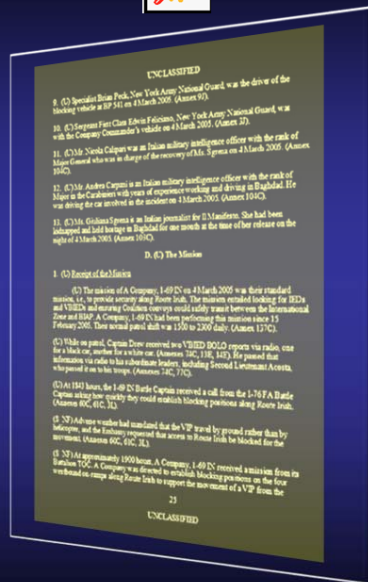 UNCLASSIFIED
9. (U) Specialist Brian Peck, New York Army National Guard, was the driver of the
blocking vehicle at BP 541 on 4 March 2005. (Annex 9J).
10. (U) Sergeant First Class Edwin Feliciano, New York Army National Guard, was
with the Company Commander's vehicle on 4 March 2005. (Annex 3J).
11. (U) Mr. Nicola Calipari was an Italian military intelligence officer with the rank of
Major General who was in charge of the recovery of Ms. Sgrena on 4 March 2005. (Annex
104C).
12. (U) Mr. Andrea Carpani is an Italian military intelligence officer with the rank of
Major in the Carabinieri with years of experience working and driving in Baghdad. He
was driving the car involved in the incident on 4 March 2005. (Annex 104C).
13. (U) Ms. Giuliana Sgrena is an Italian journalist for Il Manifesto. She had been
kidnapped and held hostage in Baghdad for one month at the time of her release on the
night of 4 March 2005. (Annex 103C).
D. (U) The Mission
1. (U) Receipt of the Mission
(U) The mission of A Company, 1-69 IN on 4 March 2005 was their standard
mission, i.e., to provide security along Route Irish. The mission entailed looking for IEDs
and VBIEDs and ensuring Coalition convoys could safely transit between the International
Zone and BIAP. A Company, 1-69 IN had been performing this mission since 15
February 2005. Their normal patrol shift was 1500 to 2300 daily. (Annex 137C).
(U) While on patrol, Captain Drew received two VBIED BOLO reports via radio, one
for a black car, another for a white car. (Annexes 74C, 13E, 14E). He passed that
information via radio to his subordinate leaders, including Second Lieutenant Acosta,
who passed it on to his troops. (Annexes 74C, 77C).
(U) At 1843 hours, the 1-69 IN Battle Captain received a call from the 1-76 FA Battle
Captain asking how quickly they could establish blocking positions along Route Irish.
(Annexes 60C, 61C, 3L).
(S//NF) Adverse weather had mandated that the VIP travel by ground rather than by
helicopter, and the Embassy requested that access to Route Irish be blocked for the
movement. (Annexes 60C, 61C, 3L).
(S//NF) At approximately 1900 hours, A Company, 1-69 IN received a mission from its
Battalion TOC. A Company was directed to establish blocking positions on the four
westbound on-ramps along Route Irish to support the movement of a VIP from the
25
UNCLASSIFIED